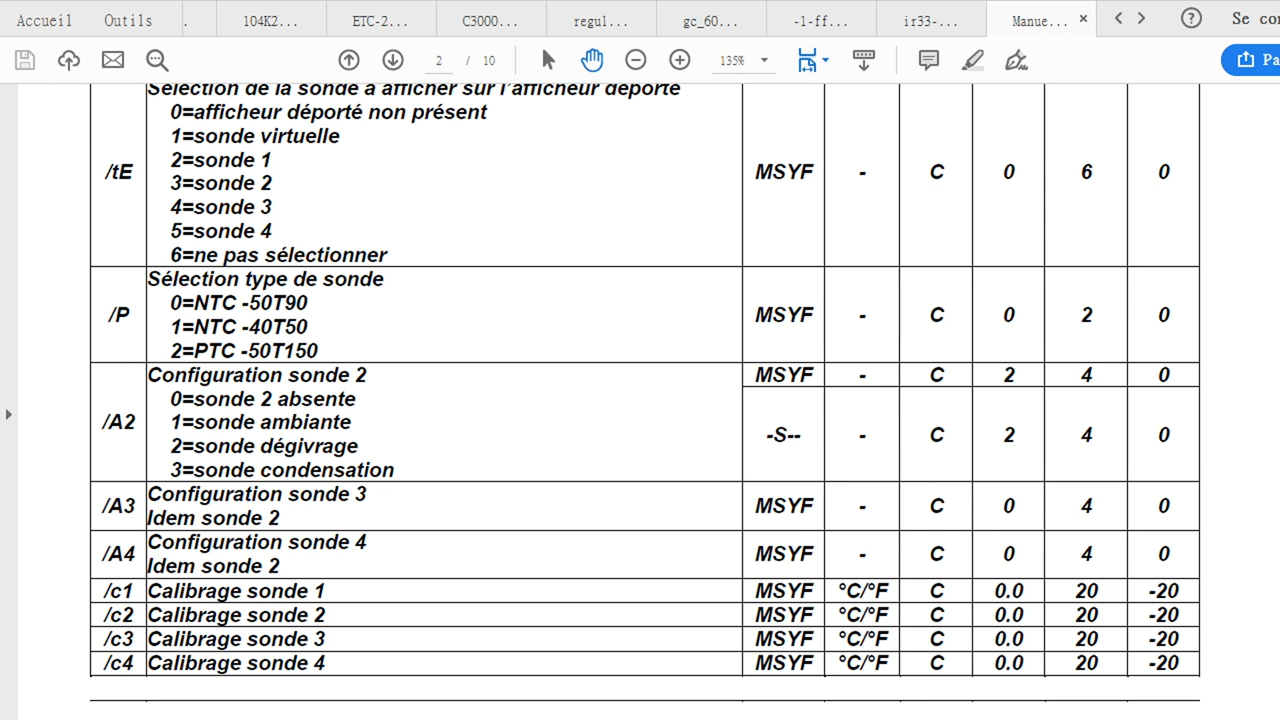 Accueil Outils . 104K2... ETC-2... C3000... regul... gc_60... -1-ff... ir33-... Manue... × Se con
2 / 10 135% Pa
Sélection de la sonde à afficher sur l'afficheur déporté
0=afficheur déporté non présent
1=sonde virtuelle
2=sonde 1
/tE 3=sonde 2 MSYF - C 0 6 0
4=sonde 3
5=sonde 4
6=ne pas sélectionner
Sélection type de sonde
0=NTC -50T90
/P 1=NTC -40T50 MSYF - C 0 2 0
2=PTC -50T150
Configuration sonde 2 MSYF - C 2 4 0
0=sonde 2 absente
/A2 1=sonde ambiante -S-- - C 2 4 0
2=sonde dégivrage
3=sonde condensation
/A3 Configuration sonde 3 MSYF - C 0 4 0
Idem sonde 2
/A4 Configuration sonde 4 MSYF - C 0 4 0
Idem sonde 2
/c1 Calibrage sonde 1 MSYF °C/°F C 0.0 20 -20
/c2 Calibrage sonde 2 MSYF °C/°F C 0.0 20 -20
/c3 Calibrage sonde 3 MSYF °C/°F C 0.0 20 -20
/c4 Calibrage sonde 4 MSYF °C/°F C 0.0 20 -20